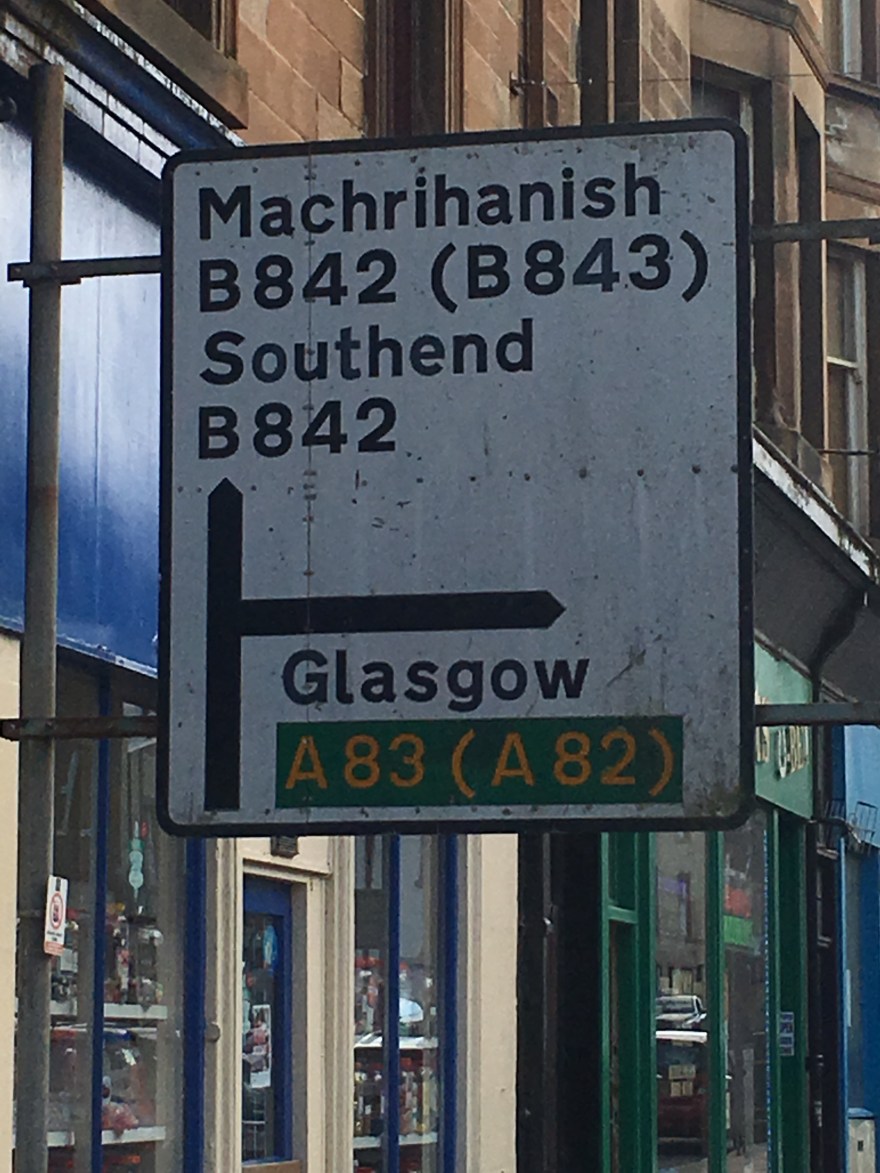 Machrihanish
B842 (B843)
Southend
B842
Glasgow
A83 (A82)